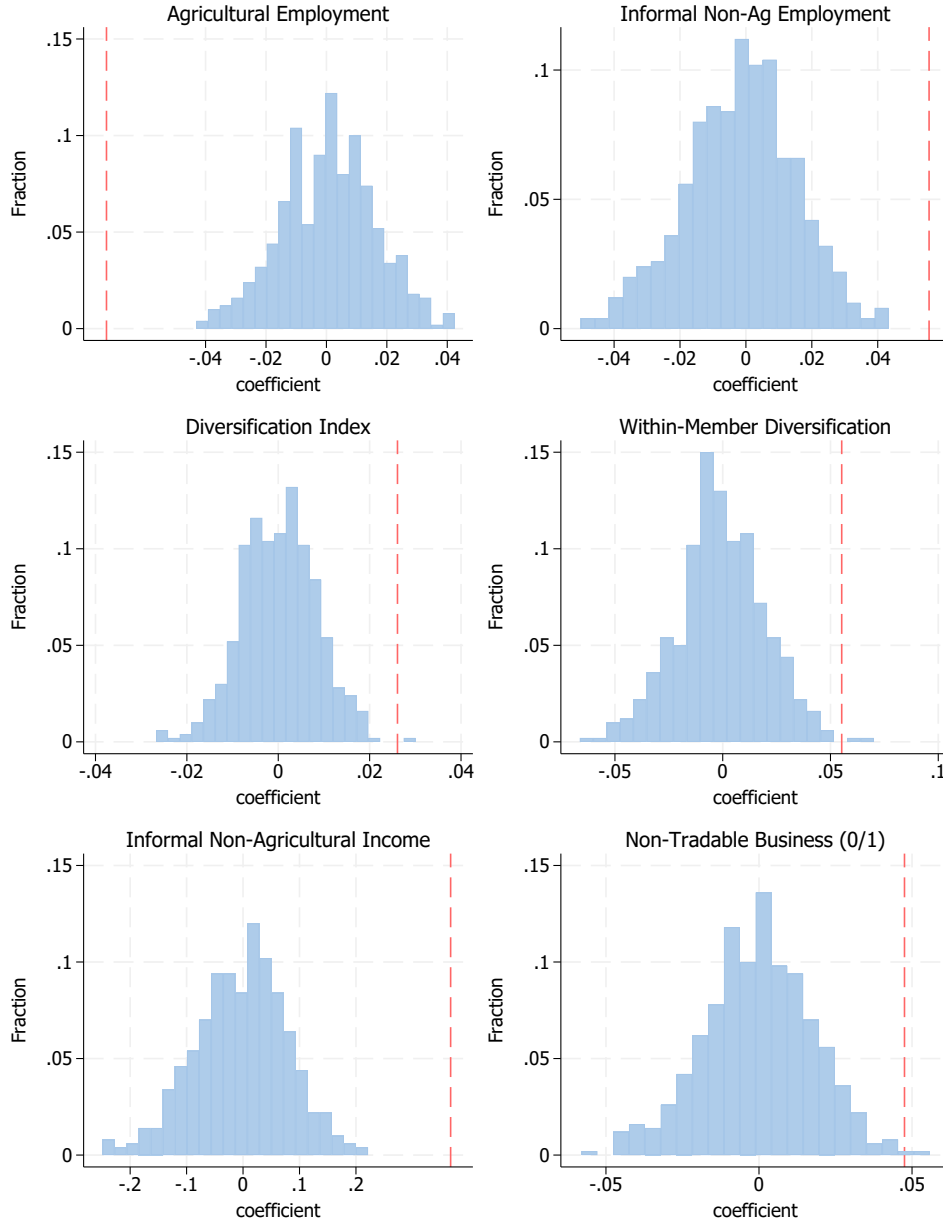 Agricultural Employment
Fraction
.15
.1
.05
0
-.04 -.02 0 .02 .04
coefficient
Informal Non-Ag Employment
Fraction
.1
.05
0
-.04 -.02 0 .02 .04
coefficient
Diversification Index
Fraction
.15
.1
.05
0
-.04 -.02 0 .02 .04
coefficient
Within-Member Diversification
Fraction
.15
.1
.05
0
-.05 0 .05 .1
coefficient
Informal Non-Agricultural Income
Fraction
.15
.1
.05
0
-.2 -.1 0 .1 .2
coefficient
Non-Tradable Business (0/1)
Fraction
.15
.1
.05
0
-.05 0 .05
coefficient